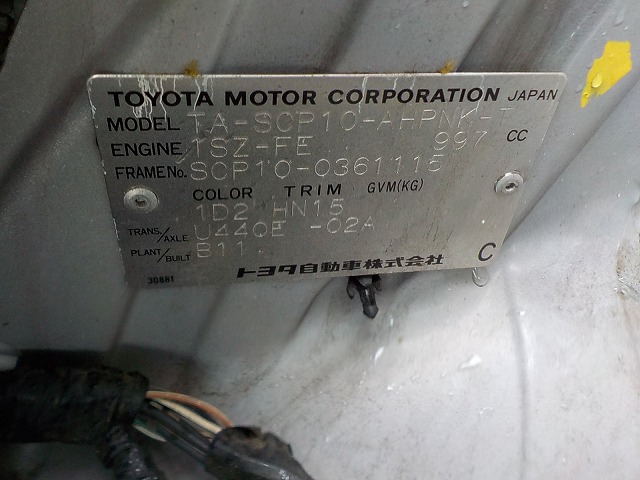 TOYOTA MOTOR CORPORATION JAPAN
MODEL TA-SCP10-AHPNK-T
ENGINE 1SZ-FE 997 CC
FRAME No. SCP10-0361115
COLOR TRIM GVM(KG)
1D2 HN15
TRANS./AXLE U440E -02A
PLANT/BUILT B11
30881 トヨタ自動車株式会社 C